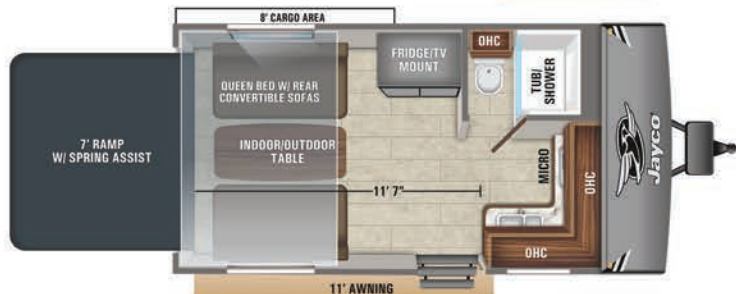 8' CARGO AREA
7' RAMP
W/ SPRING ASSIST
QUEEN BED W/ REAR
CONVERTIBLE SOFAS
INDOOR/OUTDOOR
TABLE
11' 7"
FRIDGE/TV
MOUNT
OHC
TUB/
SHOWER
MICRO
OHC
OHC
Jayco
11' AWNING